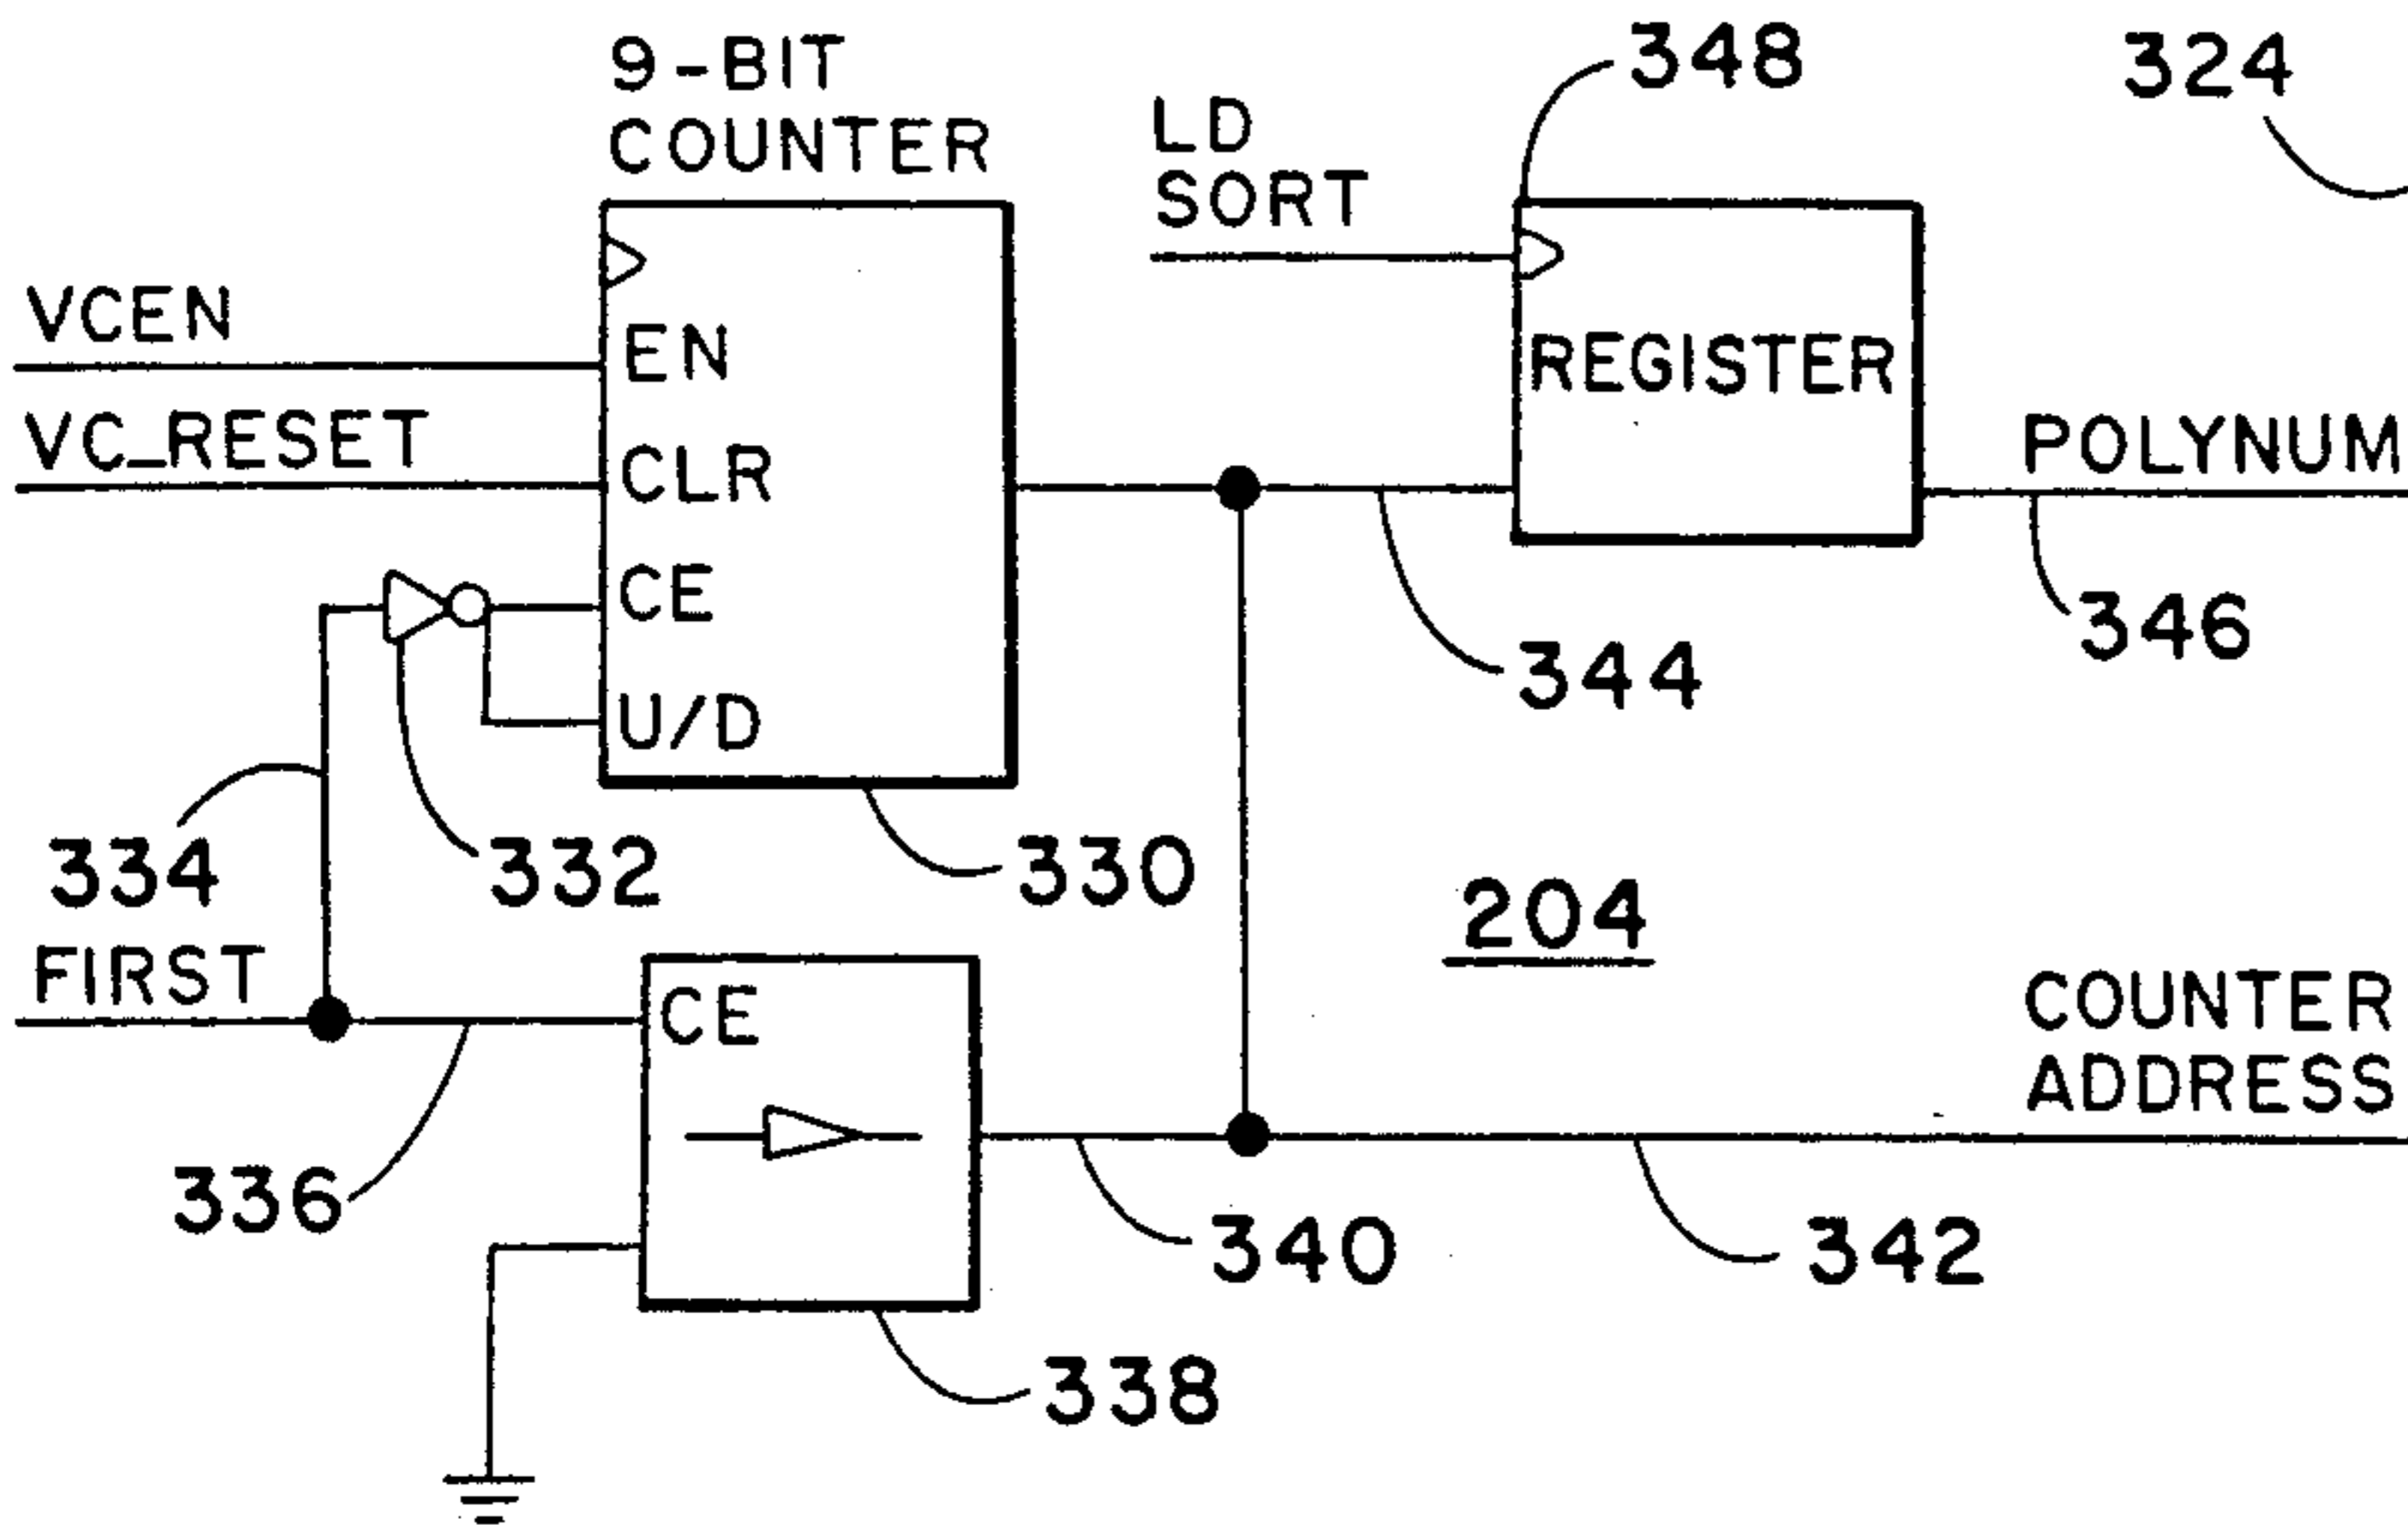 9-BIT
COUNTER
LD
SORT
348
324
VCEN
EN
REGISTER
VC_RESET
CLR
POLYNUM
CE
346
344
U/D
334
332
330
204
FIRST
CE
COUNTER
ADDRESS
336
340
342
338